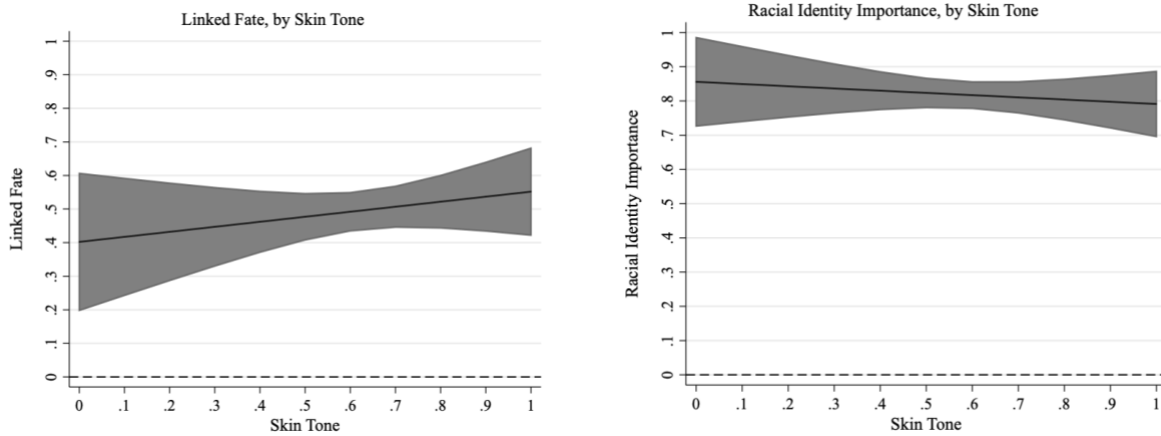 Linked Fate, by Skin Tone
Linked Fate
1
.9
.8
.7
.6
.5
.4
.3
.2
.1
0
0 .1 .2 .3 .4 .5 .6 .7 .8 .9 1
Skin Tone
Racial Identity Importance, by Skin Tone
Racial Identity Importance
1
.9
.8
.7
.6
.5
.4
.3
.2
.1
0
0 .1 .2 .3 .4 .5 .6 .7 .8 .9 1
Skin Tone